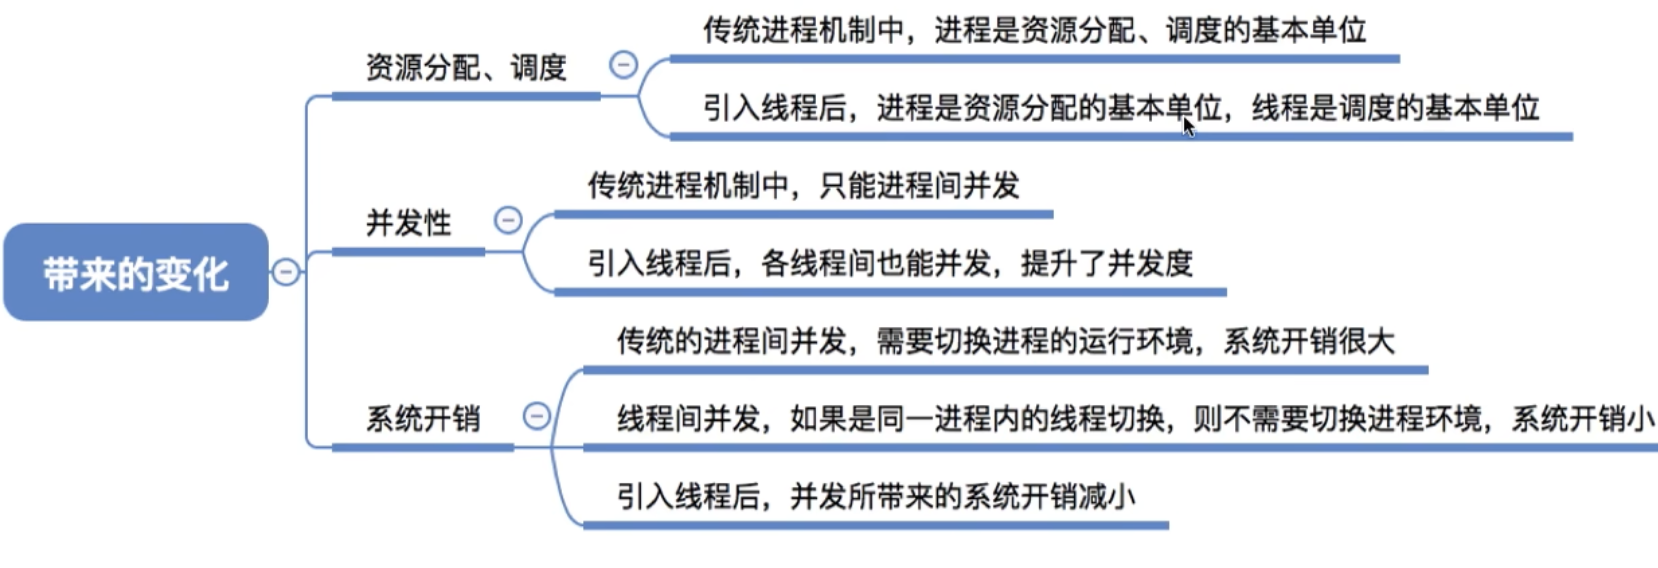 带来的变化
资源分配、调度
传统进程机制中，进程是资源分配、调度的基本单位
引入线程后，进程是资源分配的基本单位，线程是调度的基本单位
并发性
传统进程机制中，只能进程间并发
引入线程后，各线程间也能并发，提升了并发度
系统开销
传统的进程间并发，需要切换进程的运行环境，系统开销很大
线程间并发，如果是同一进程内的线程切换，则不需要切换进程环境，系统开销小
引入线程后，并发所带来的系统开销减小